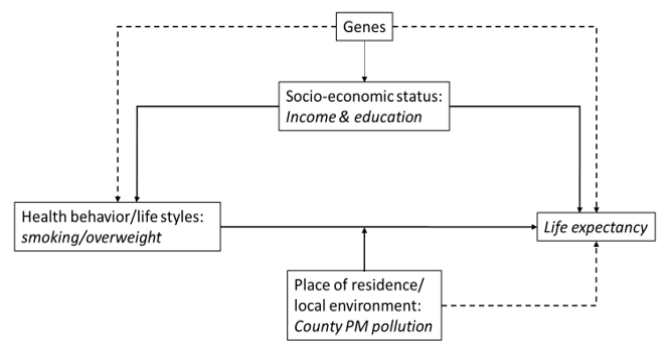 Genes
Socio-economic status:
Income & education
Health behavior/life styles:
smoking/overweight
Life expectancy
Place of residence/
local environment:
County PM pollution